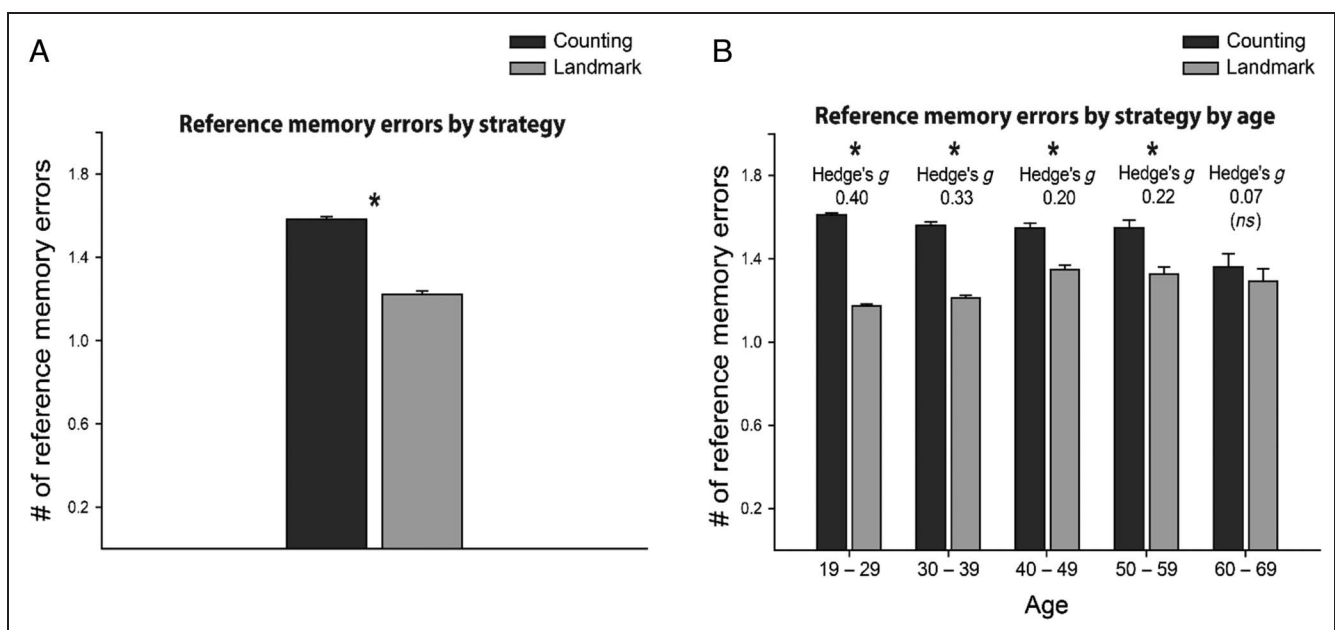 A
Counting
Landmark
Reference memory errors by strategy
# of reference memory errors
1.8
1.4
1.0
0.6
0.2
*
B
Counting
Landmark
Reference memory errors by strategy by age
# of reference memory errors
1.8
1.4
1.0
0.6
0.2
* * * *
Hedge's g Hedge's g Hedge's g Hedge's g Hedge's g
0.40 0.33 0.20 0.22 0.07
(ns)
19 – 29 30 – 39 40 – 49 50 – 59 60 – 69
Age